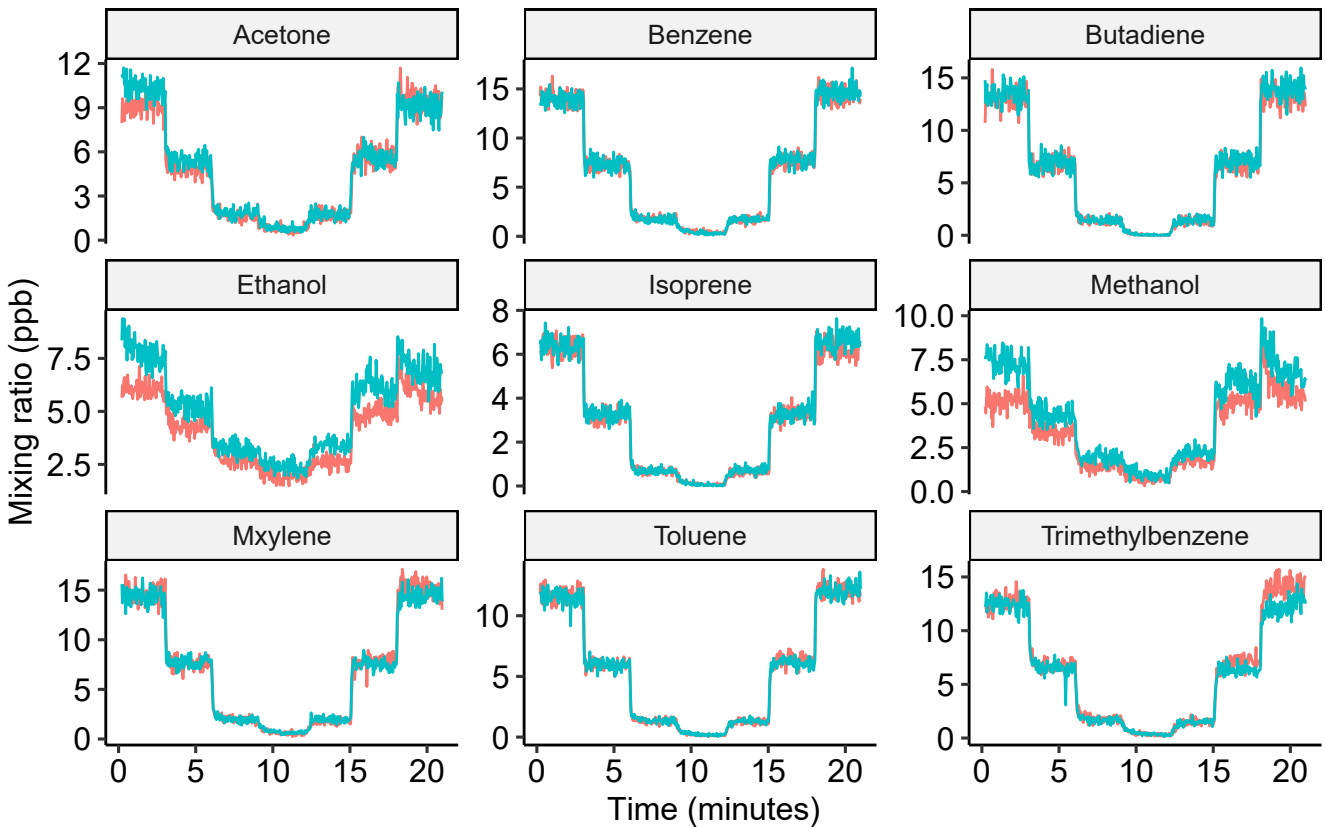 Acetone Benzene Butadiene
12 15 15
9 10 10
6 5 5
3 0 0
0
Ethanol Isoprene Methanol
7.5 8 10.0
5.0 6 7.5
2.5 4 5.0
2 2.5
0 0.0
Mxylene Toluene Trimethylbenzene
15 10 15
10 5 10
5 0 5
0 0
0 5 10 15 20 0 5 10 15 20 0 5 10 15 20
Time (minutes)
Mixing ratio (ppb)